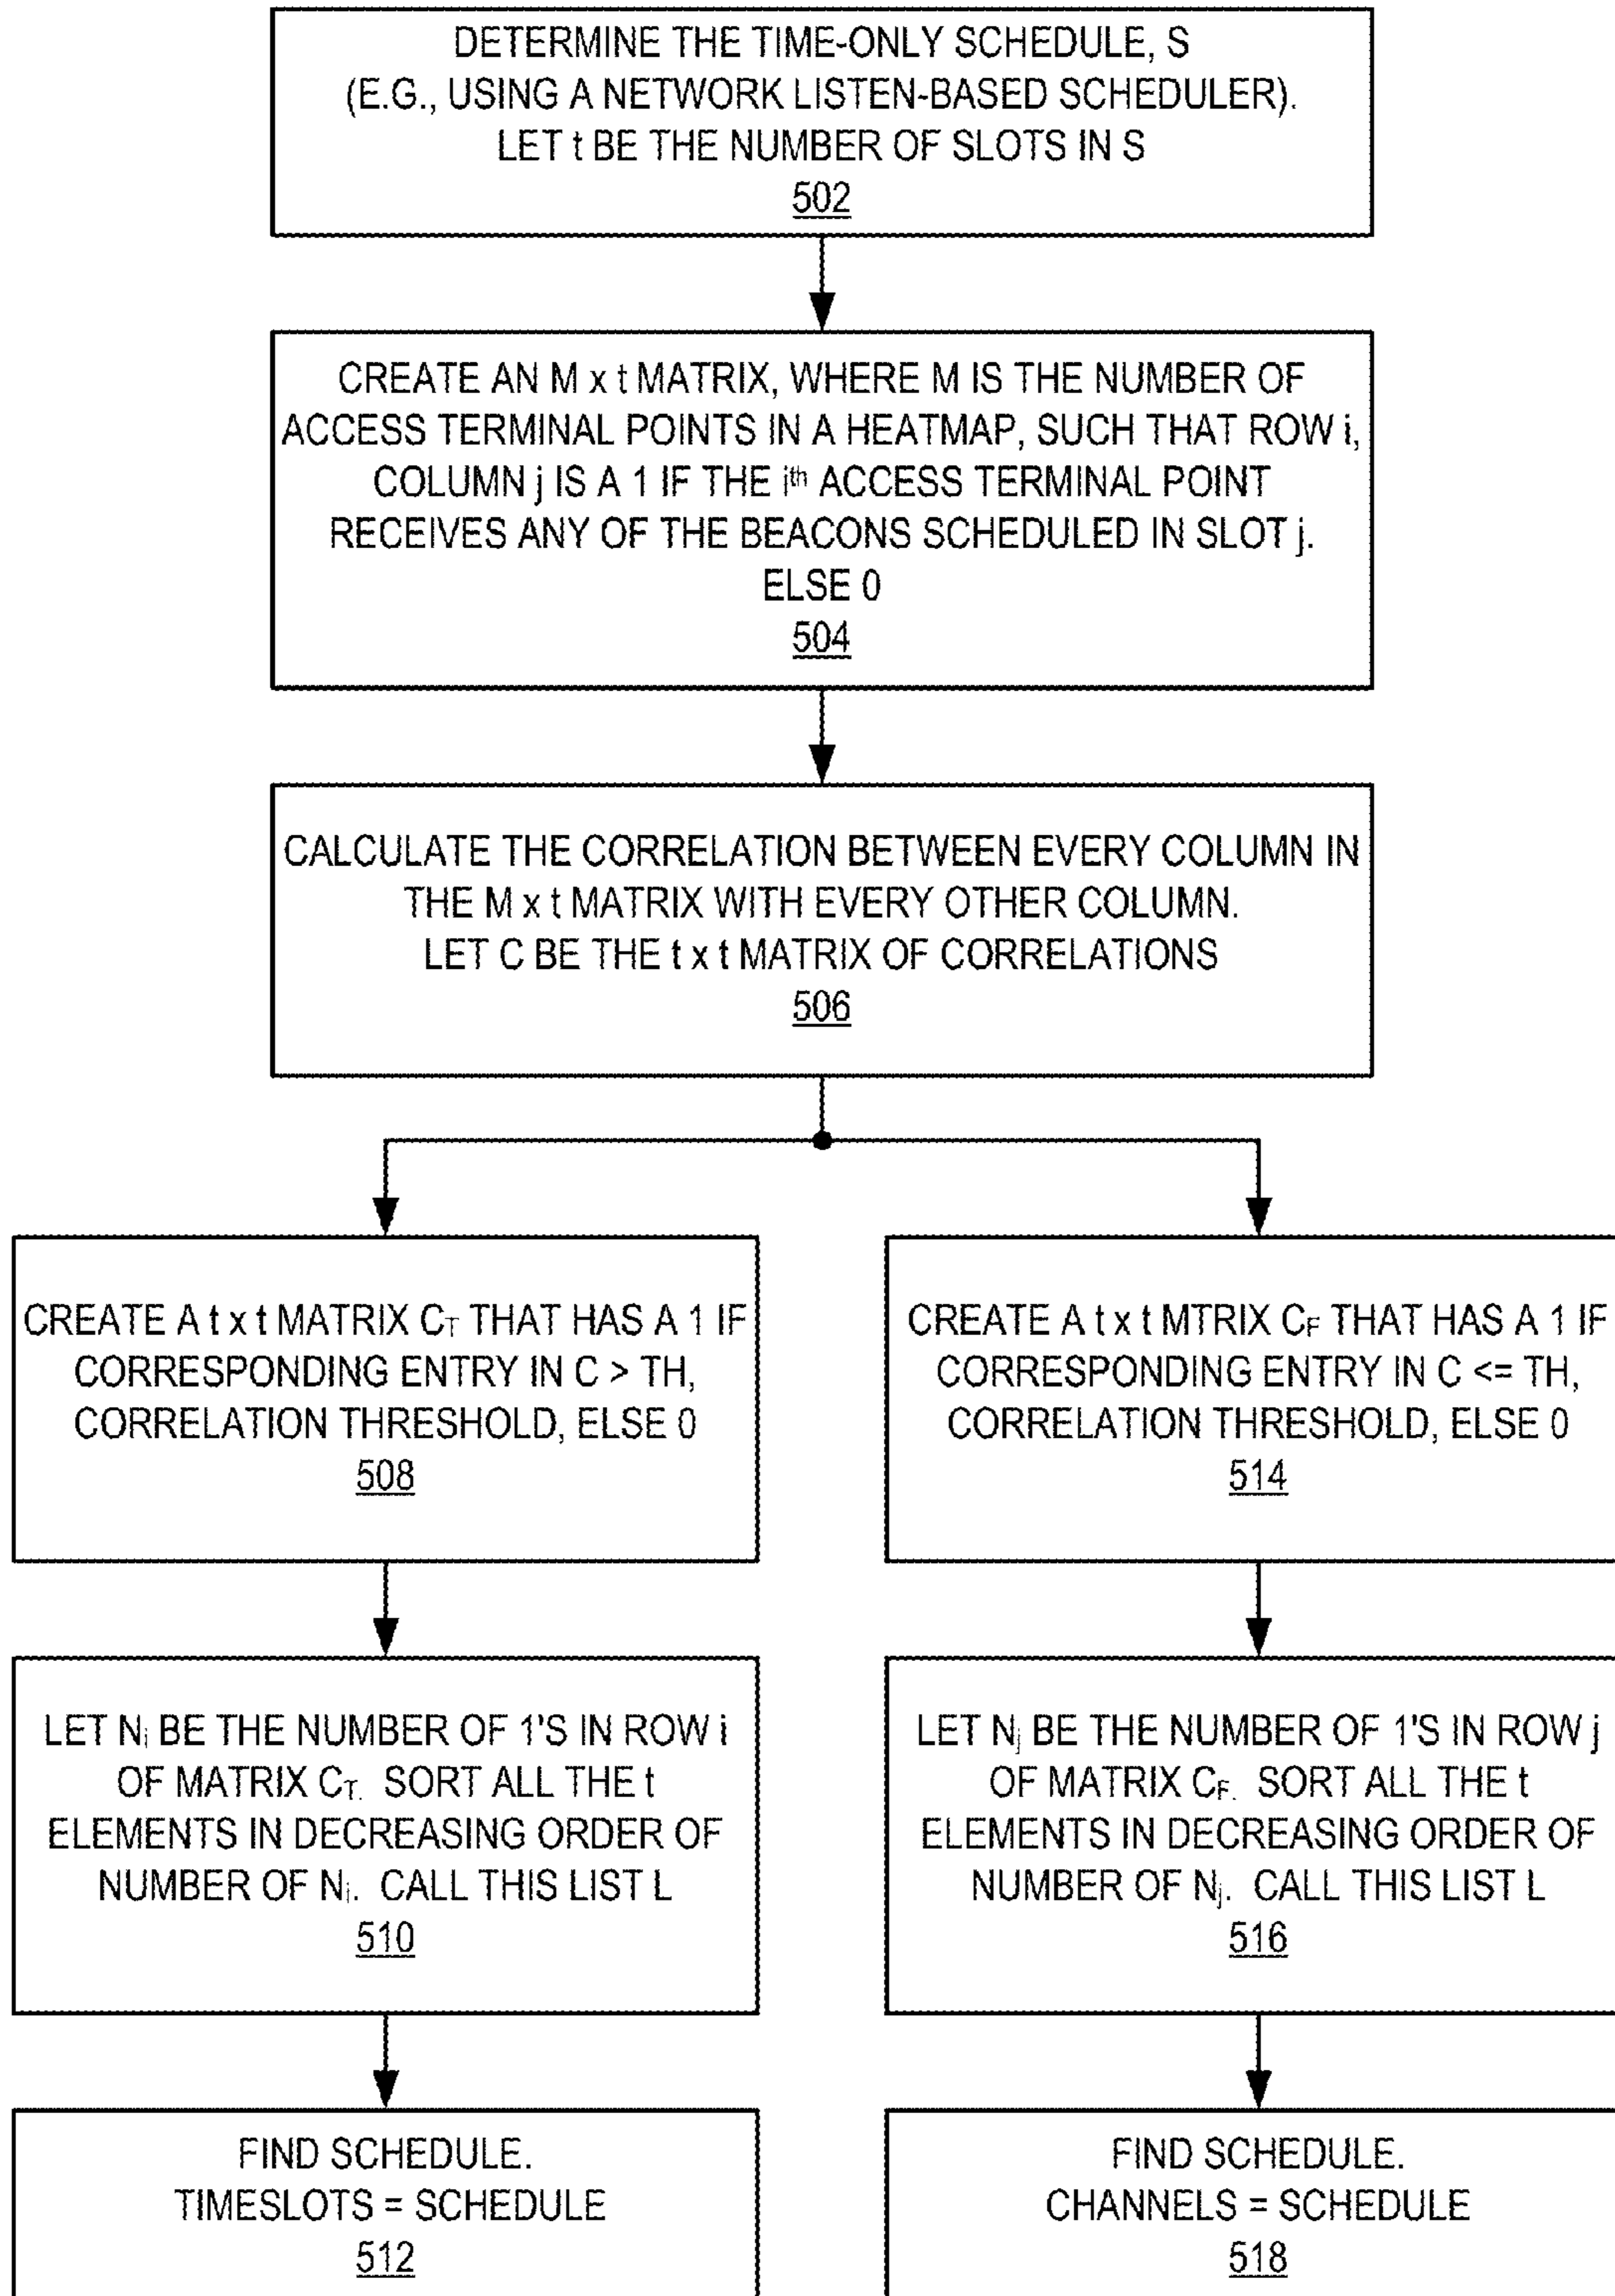 DETERMINE THE TIME-ONLY SCHEDULE, S
(E.G., USING A NETWORK LISTEN-BASED SCHEDULER).
LET t BE THE NUMBER OF SLOTS IN S
502
CREATE AN M x t MATRIX, WHERE M IS THE NUMBER OF
ACCESS TERMINAL POINTS IN A HEATMAP, SUCH THAT ROW i,
COLUMN j IS A 1 IF THE ith ACCESS TERMINAL POINT
RECEIVES ANY OF THE BEACONS SCHEDULED IN SLOT j.
ELSE 0
504
CALCULATE THE CORRELATION BETWEEN EVERY COLUMN IN
THE M x t MATRIX WITH EVERY OTHER COLUMN.
LET C BE THE t x t MATRIX OF CORRELATIONS
506
CREATE A t x t MATRIX CT THAT HAS A 1 IF
CORRESPONDING ENTRY IN C > TH,
CORRELATION THRESHOLD, ELSE 0
508
LET Ni BE THE NUMBER OF 1'S IN ROW i
OF MATRIX CT. SORT ALL THE t
ELEMENTS IN DECREASING ORDER OF
NUMBER OF Ni. CALL THIS LIST L
510
FIND SCHEDULE.
TIMESLOTS = SCHEDULE
512
CREATE A t x t MTRIX CF THAT HAS A 1 IF
CORRESPONDING ENTRY IN C <= TH,
CORRELATION THRESHOLD, ELSE 0
514
LET Nj BE THE NUMBER OF 1'S IN ROW j
OF MATRIX CF. SORT ALL THE t
ELEMENTS IN DECREASING ORDER OF
NUMBER OF Nj. CALL THIS LIST L
516
FIND SCHEDULE.
CHANNELS = SCHEDULE
518